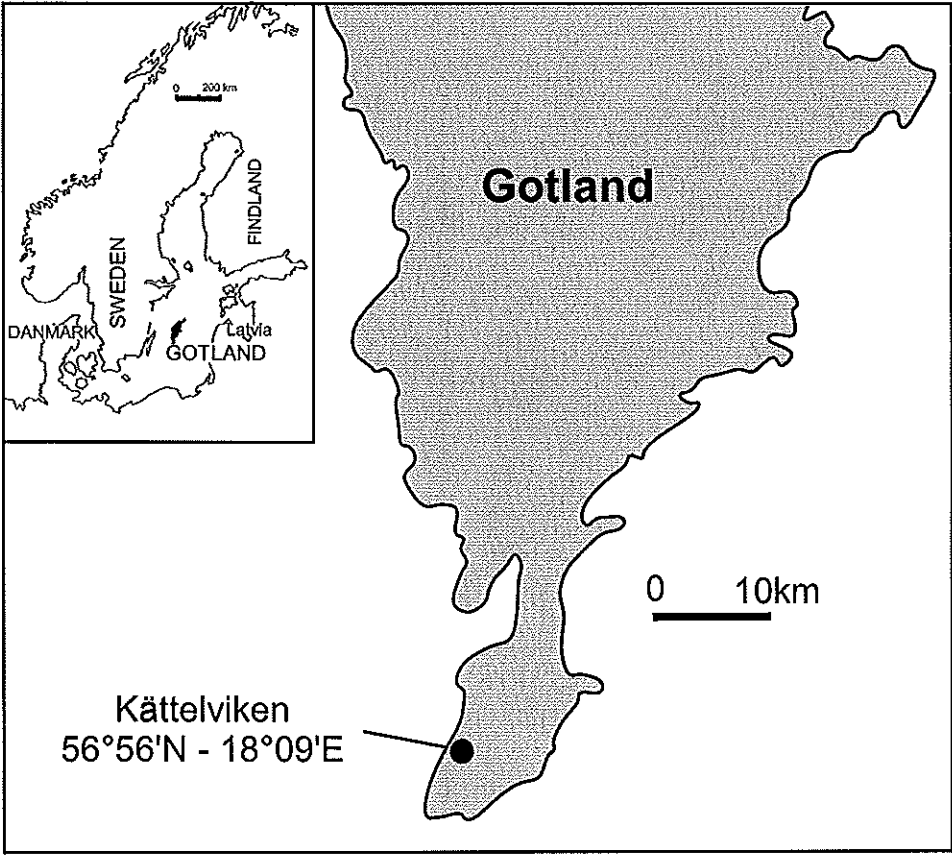 0 200 km
FINDLAND
SWEDEN
DANMARK
Latvia
GOTLAND
Gotland
0 10km
Kättelviken
56°56'N - 18°09'E